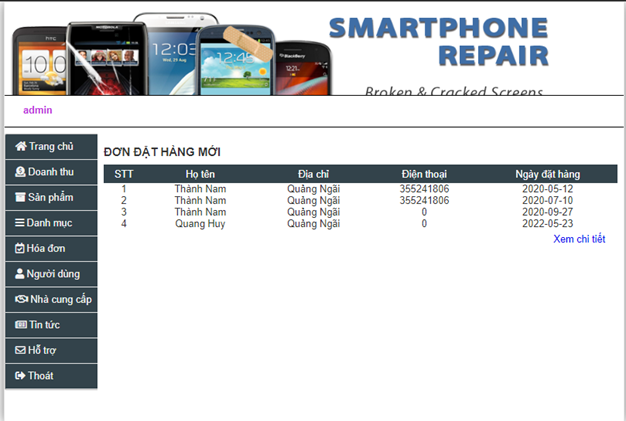 SMARTPHONE
REPAIR
Broken & Cracked Screens
admin
Trang chủ
Doanh thu
Sản phẩm
Danh mục
Hóa đơn
Người dùng
Nhà cung cấp
Tin tức
Hỗ trợ
Thoát
ĐƠN ĐẶT HÀNG MỚI
STT Họ tên Địa chỉ Điện thoại Ngày đặt hàng
1 Thành Nam Quảng Ngãi 355241806 2020-05-12
2 Thành Nam Quảng Ngãi 355241806 2020-07-10
3 Thành Nam Quảng Ngãi 0 2020-09-27
4 Quang Huy Quảng Ngãi 0 2022-05-23
Xem chi tiết